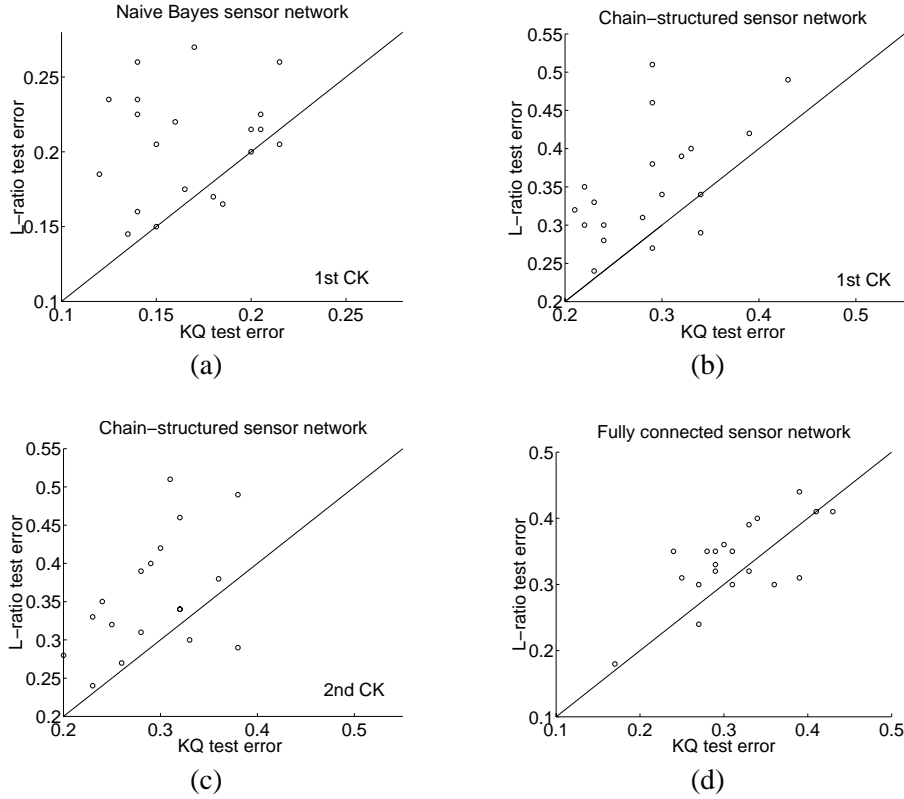 Naive Bayes sensor network
0.25
0.2
0.15
0.1
L−ratio test error
1st CK
0.1 0.15 0.2 0.25
KQ test error
(a)
Chain−structured sensor network
0.55
0.5
0.45
0.4
0.35
0.3
0.25
0.2
L−ratio test error
1st CK
0.2 0.3 0.4 0.5
KQ test error
(b)
Chain−structured sensor network
0.55
0.5
0.45
0.4
0.35
0.3
0.25
0.2
L−ratio test error
2nd CK
0.2 0.3 0.4 0.5
KQ test error
(c)
Fully connected sensor network
0.5
0.4
0.3
0.2
0.1
L−ratio test error
0.1 0.2 0.3 0.4 0.5
KQ test error
(d)